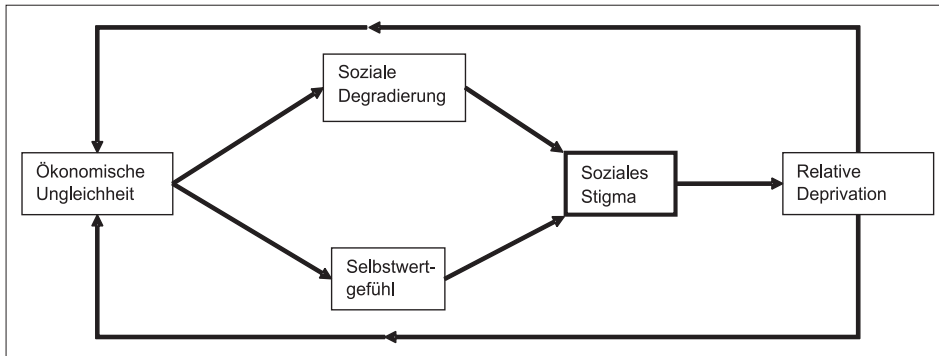 Soziale
Degradierung
Ökonomische
Ungleichheit
Soziales
Stigma
Relative
Deprivation
Selbstwert-
gefühl